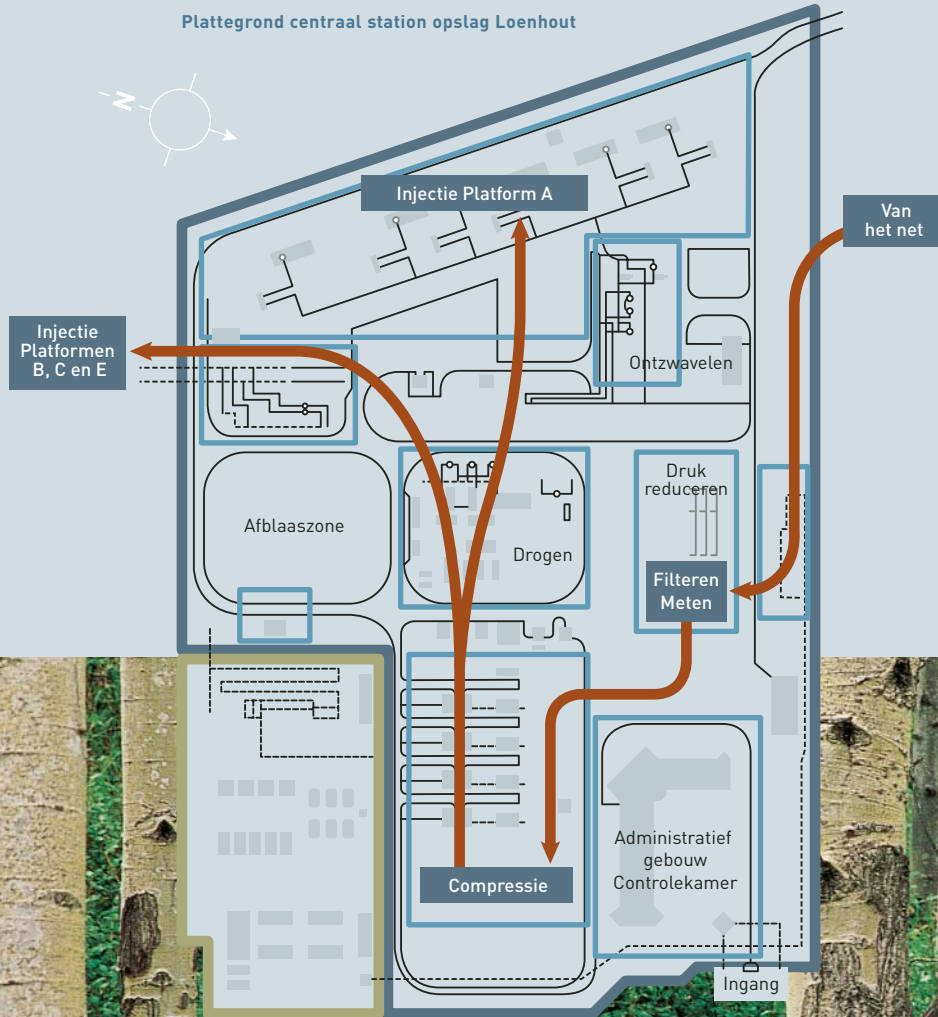 Plattegrond centraal station opslag Loenhout
N
Injectie Platform A
Van
het net
Injectie
Platformen
B, C en E
Ontzwavelen
Druk
reduceren
Afblaaszone
Drogen
Filteren
Meten
Administratief
gebouw
Controlekamer
Compressie
Ingang